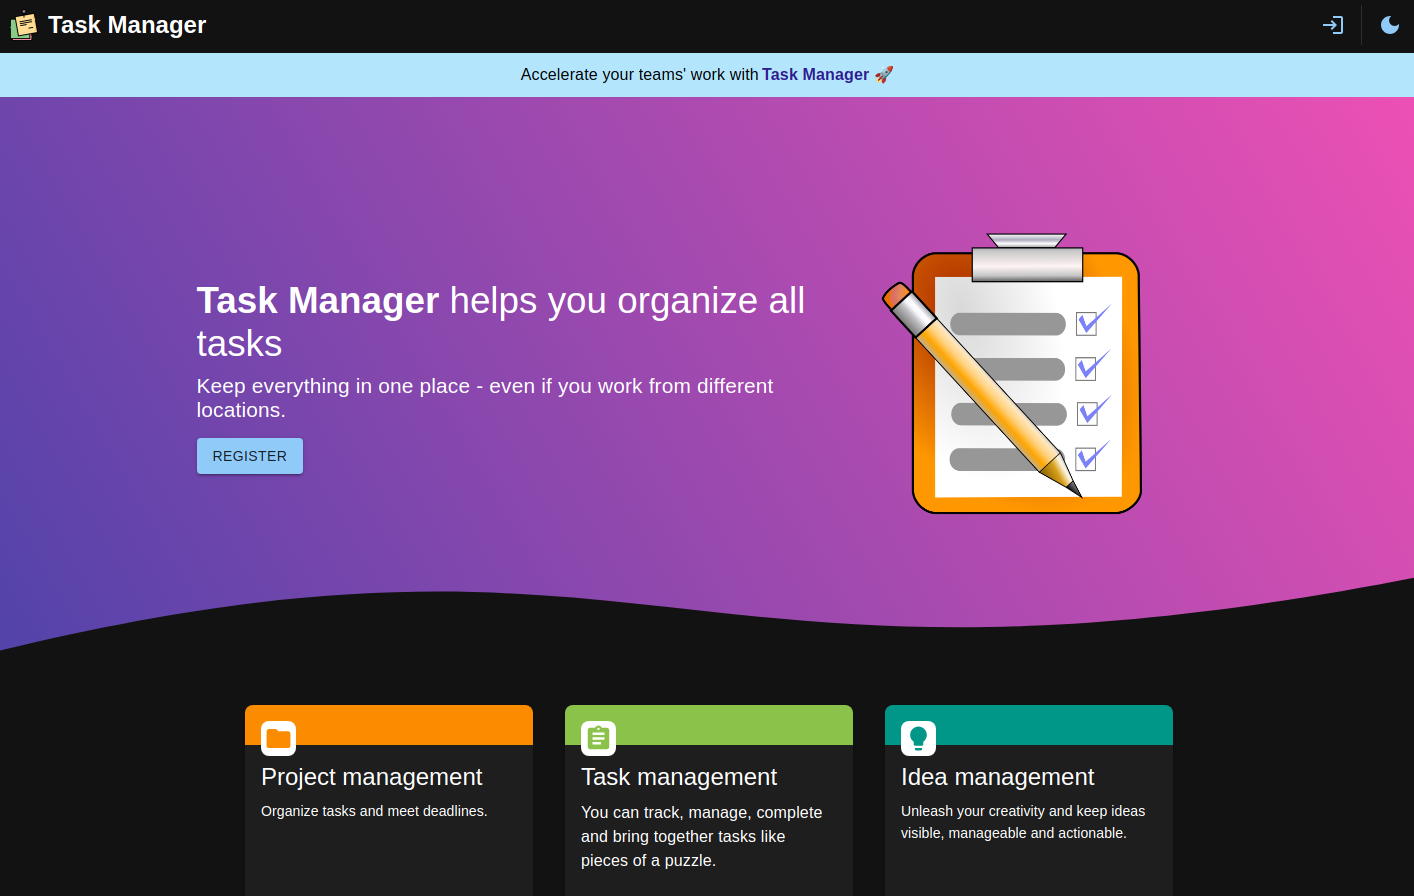 Task Manager
Accelerate your teams' work with Task Manager 🚀
Task Manager helps you organize all
tasks
Keep everything in one place - even if you work from different
locations.
REGISTER
Project management
Organize tasks and meet deadlines.
Task management
You can track, manage, complete
and bring together tasks like
pieces of a puzzle.
Idea management
Unleash your creativity and keep ideas
visible, manageable and actionable.